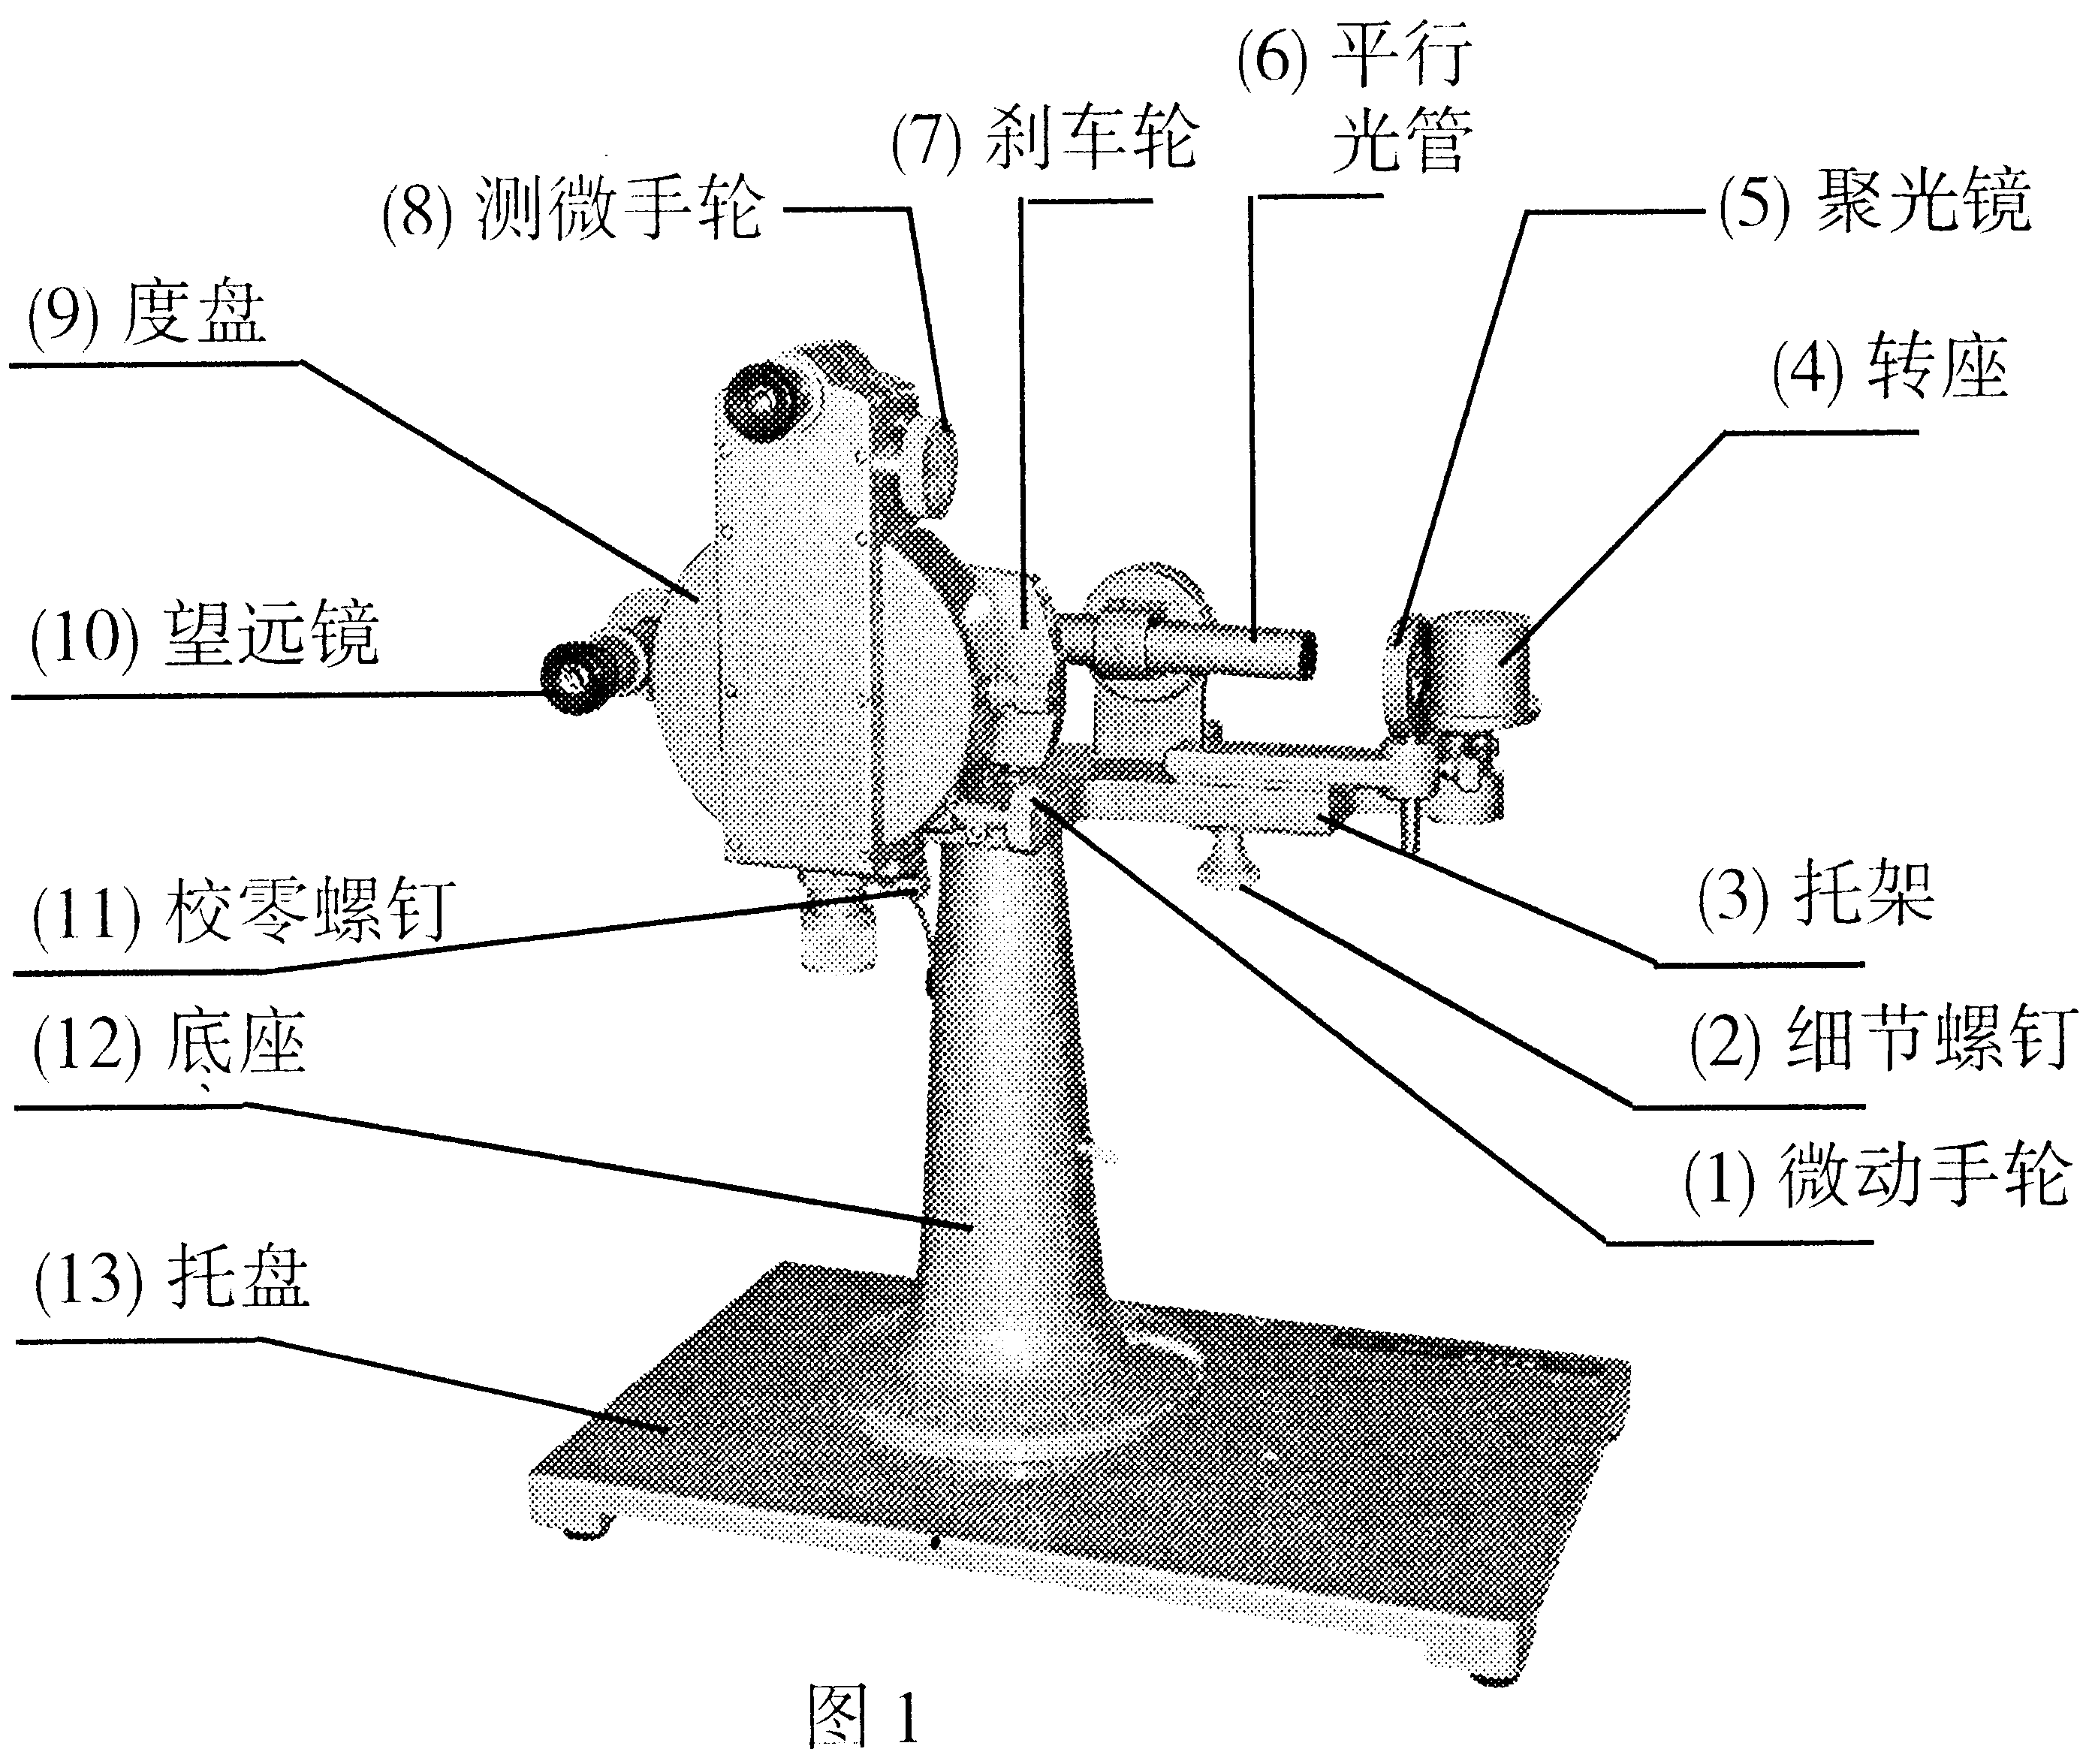 (6) 平行
光管
(7) 刹车轮
(8) 测微手轮
(5) 聚光镜
(9) 度盘
(4) 转座
(10) 望远镜
(11) 校零螺钉
(3) 托架
(12) 底座
(2) 细节螺钉
(1) 微动手轮
(13) 托盘
图 1